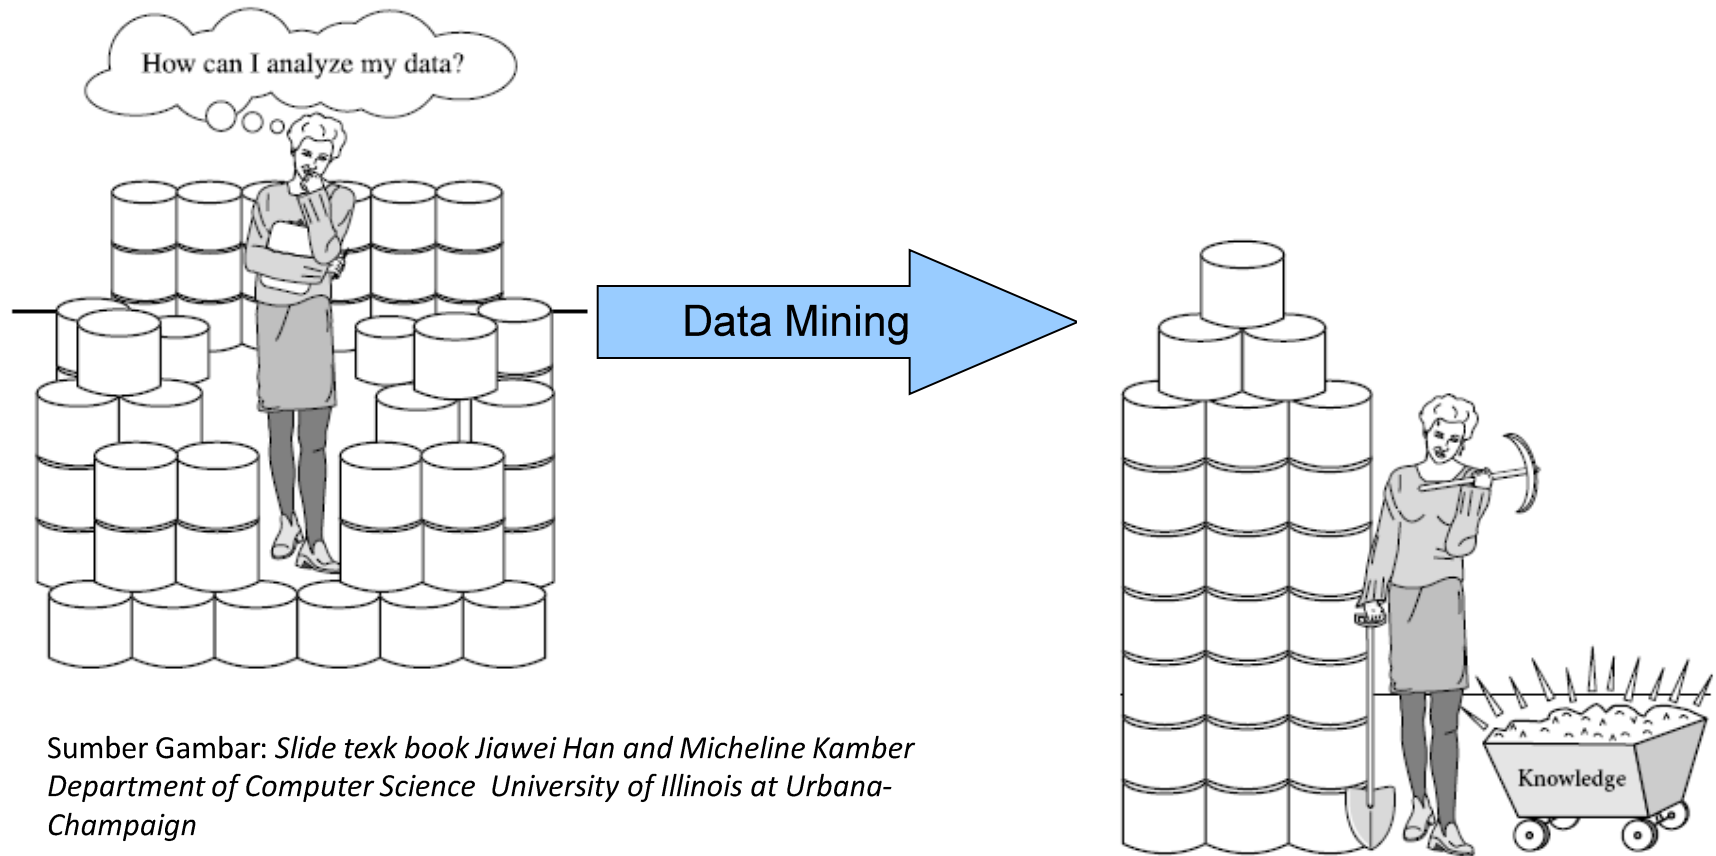 How can I analyze my data?
Data Mining
Knowledge
Sumber Gambar: Slide texk book Jiawei Han and Micheline Kamber
Department of Computer Science  University of Illinois at Urbana-
Champaign